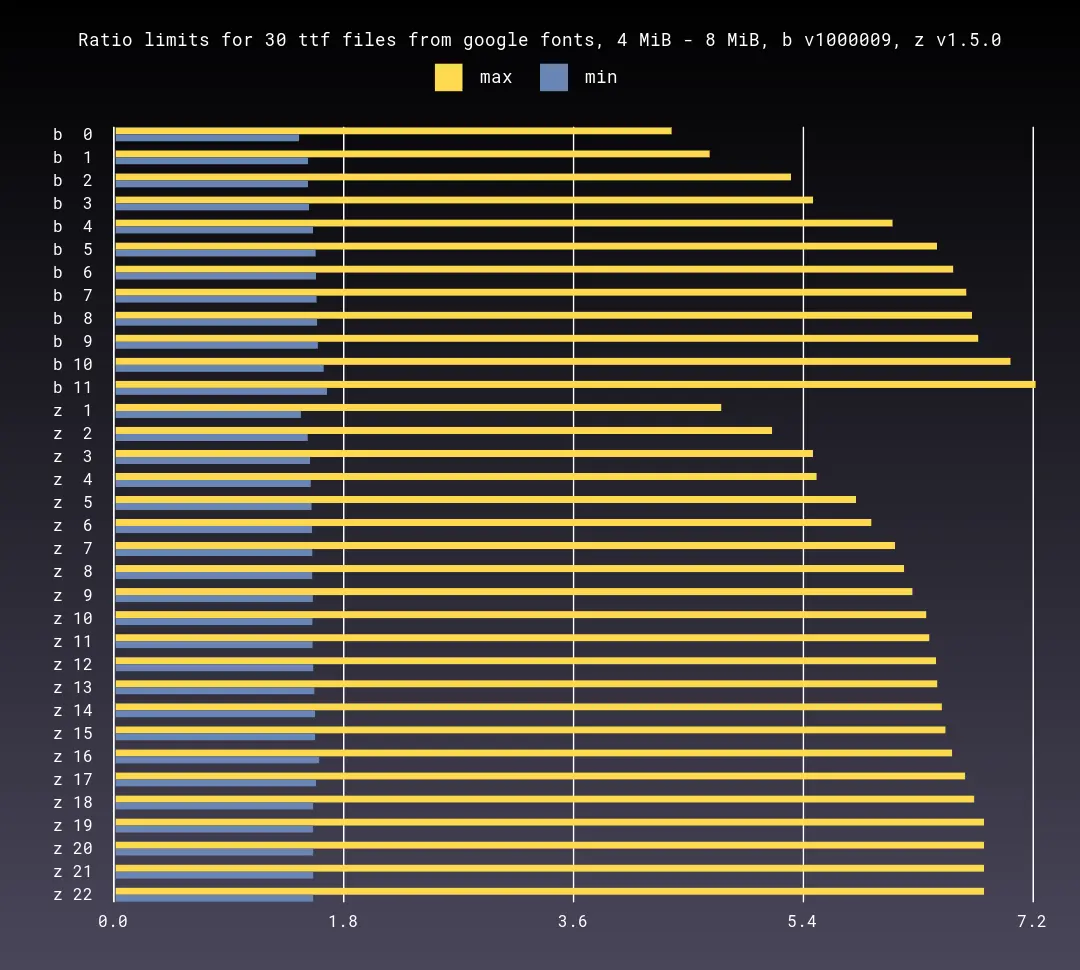 Ratio limits for 30 ttf files from google fonts, 4 MiB - 8 MiB, b v1000009, z v1.5.0
max min
b 0
b 1
b 2
b 3
b 4
b 5
b 6
b 7
b 8
b 9
b 10
b 11
z 1
z 2
z 3
z 4
z 5
z 6
z 7
z 8
z 9
z 10
z 11
z 12
z 13
z 14
z 15
z 16
z 17
z 18
z 19
z 20
z 21
z 22
0.0 1.8 3.6 5.4 7.2